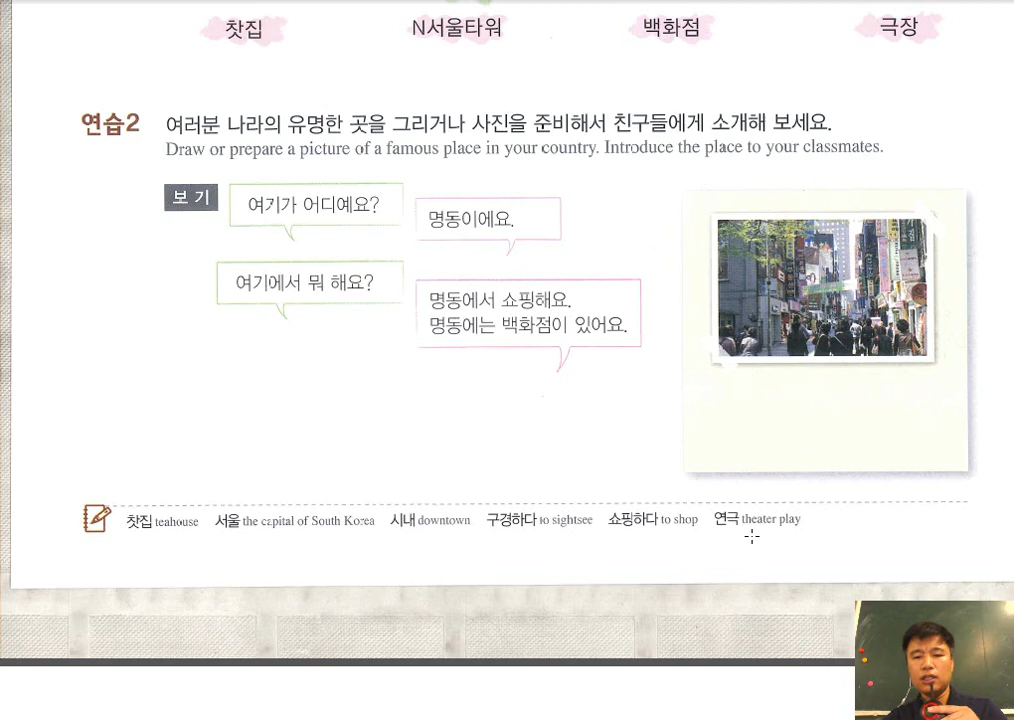 찻집 N서울타워 백화점 극장
연습2 여러분 나라의 유명한 곳을 그리거나 사진을 준비해서 친구들에게 소개해 보세요.
Draw or prepare a picture of a famous place in your country. Introduce the place to your classmates.
보 기
여기가 어디예요?
명동이에요.
여기에서 뭐 해요?
명동에서 쇼핑해요.
명동에는 백화점이 있어요.
찻집 teahouse 서울 the capital of South Korea 시내 downtown 구경하다 to sightsee 쇼핑하다 to shop 연극 theater play